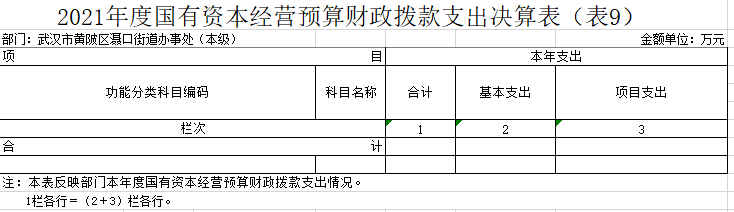 2021年度国有资本经营预算财政拨款支出决算表（表9）
部门：武汉市黄陂区聂口街道办事处（本级） 金额单位：万元
项 目 本年支出
功能分类科目编码 科目名称 合计 基本支出 项目支出
栏次 1 2 3
合 计
注：本表反映部门本年度国有资本经营预算财政拨款支出情况。
1栏各行＝（2＋3）栏各行。